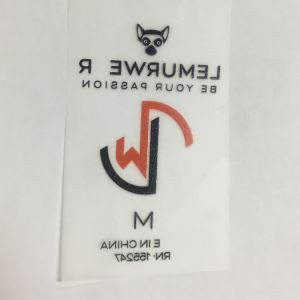 LEMURWE R
BE YOUR PASSION
W
M
E IN CHINA
RN: 155247